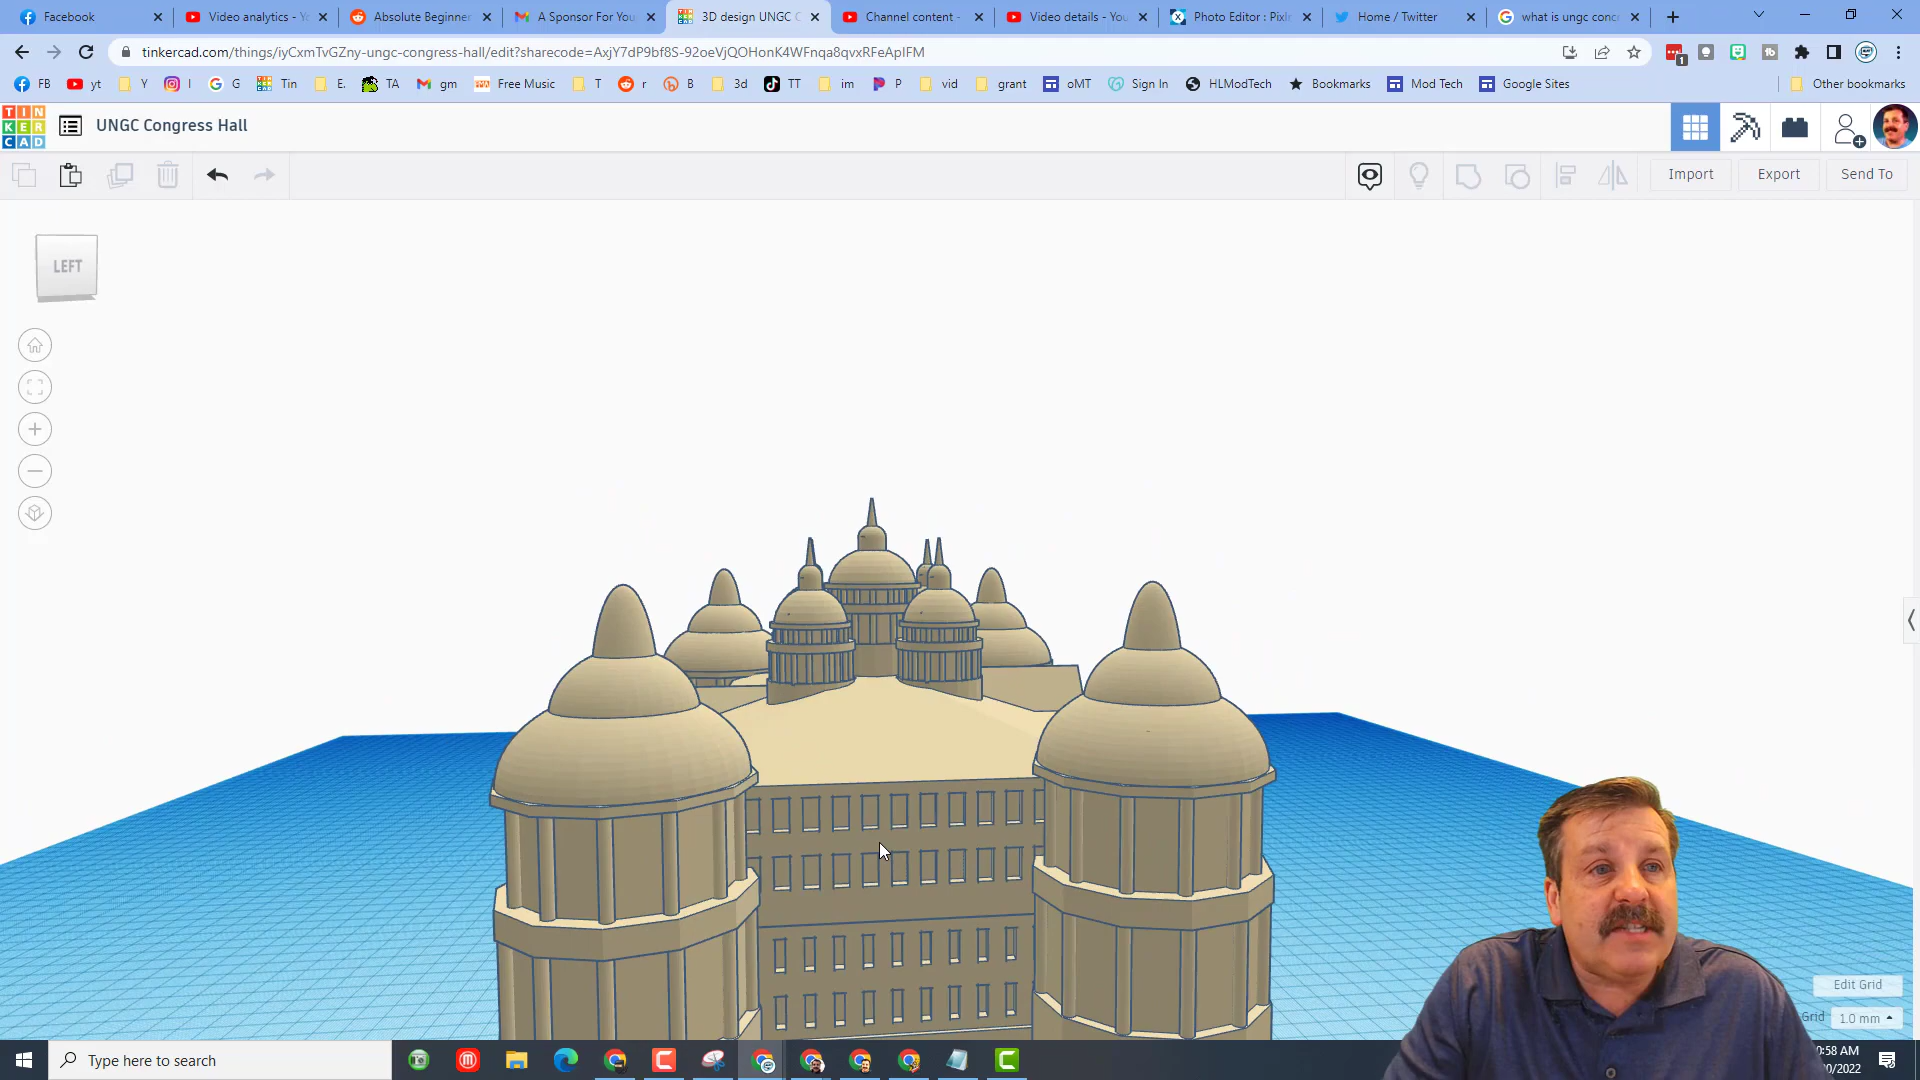 Facebook
Video analytics - Yo
Absolute Beginner
A Sponsor For You
3D design UNGC C
Channel content -
Video details - You
Photo Editor : Pixlr
Home / Twitter
what is ungc conc
tinkercad.com/things/iyCxmTvGZny-ungc-congress-hall/edit?sharecode=AxjY7dP9bf8S-92oeVjQOHonK4WFnqa8qvxRFeApIFM
1
FB
yt
Y
I
G
Tin
E.
TA
gm
Free Music
T
r
B
3d
TT
im
P
vid
grant
oMT
Sign In
HLModTech
Bookmarks
Mod Tech
Google Sites
Other bookmarks
TIN
KER
CAD
UNGC Congress Hall
Import
Export
Send To
LEFT
Edit Grid
Grid
1.0 mm
Type here to search
:58 AM
0/2022